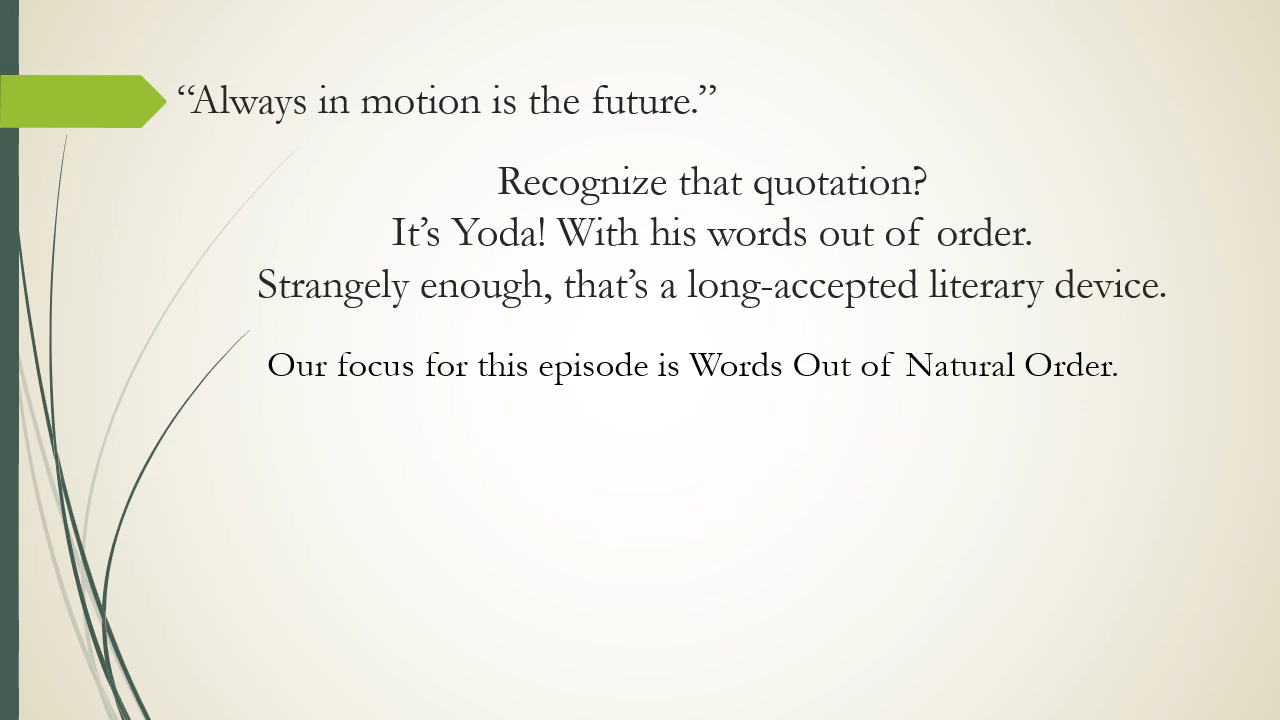 “Always in motion is the future.”
Recognize that quotation?
It’s Yoda! With his words out of order.
Strangely enough, that’s a long-accepted literary device.
Our focus for this episode is Words Out of Natural Order.